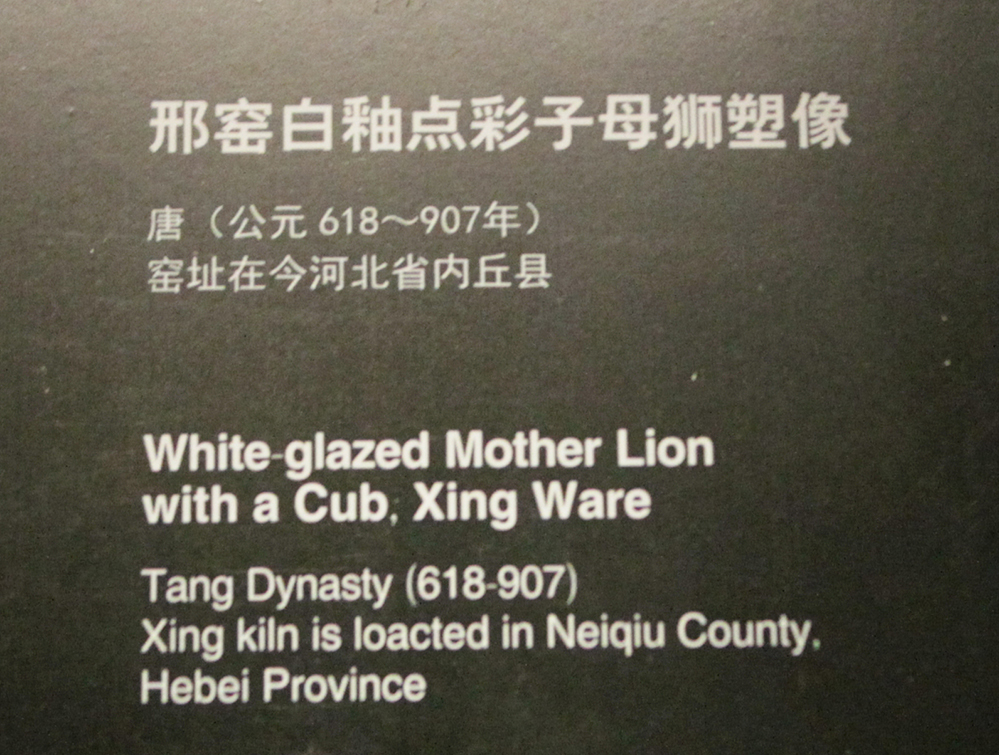 邢窑白釉点彩子母狮塑像
唐（公元 618～907年）
窑址在今河北省内丘县
White-glazed Mother Lion
with a Cub, Xing Ware
Tang Dynasty (618-907)
Xing kiln is loacted in Neiqiu County,
Hebei Province